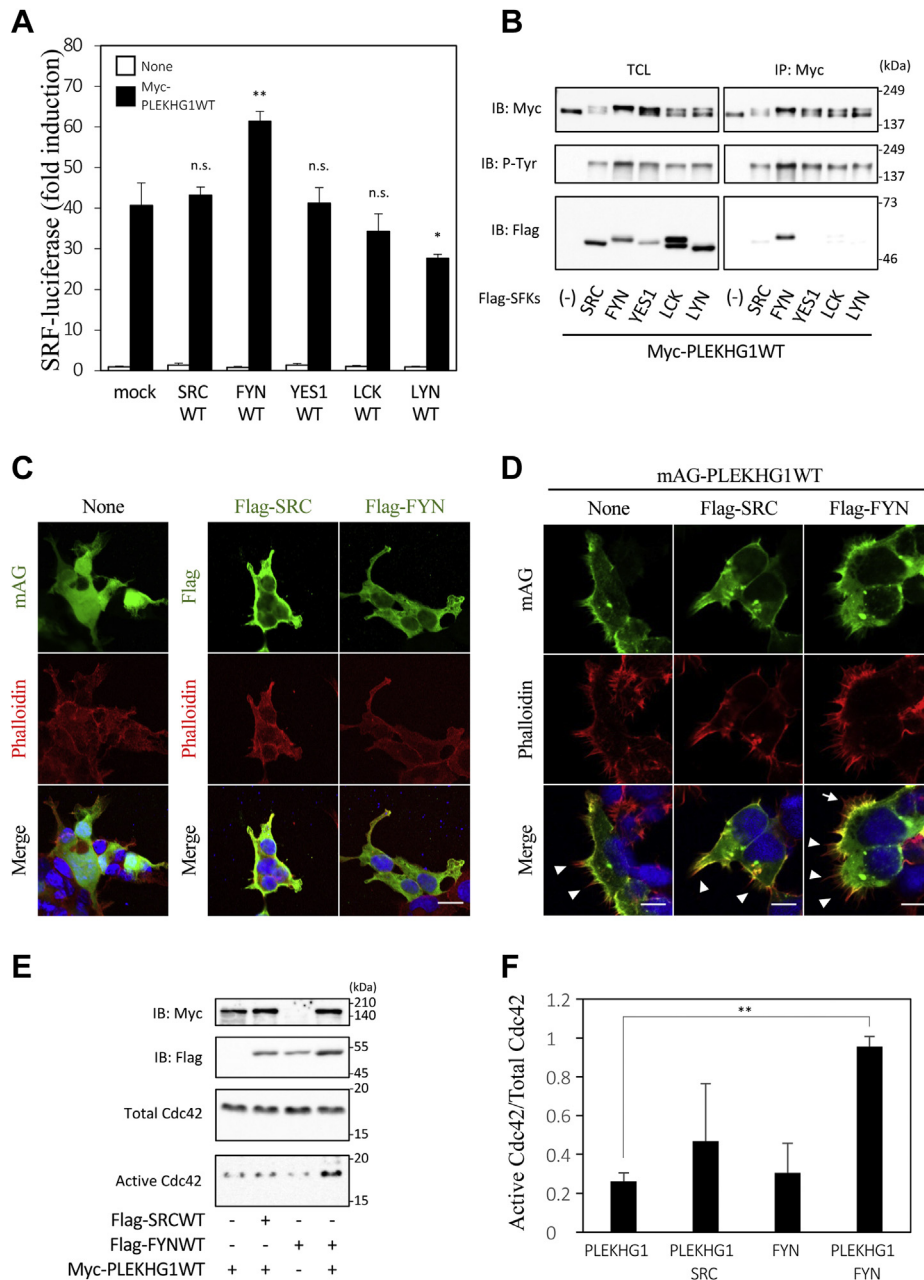 A
SRF-luciferase (fold induction)
80
70
60
50
40
30
20
10
0
None
Myc-
PLEKHG1WT
n.s.
**
n.s.
n.s.
*
mock
SRC
WT
FYN
WT
YES1
WT
LCK
WT
LYN
WT
B
TCL
IP: Myc
(kDa)
IB: Myc
249
137
IB: P-Tyr
249
137
IB: Flag
73
46
Flag-SFKs
(-) SRC FYN YES1 LCK LYN
(-) SRC FYN YES1 LCK LYN
Myc-PLEKHG1WT
C
None
Flag-SRC
Flag-FYN
mAG
Flag
Phalloidin
Phalloidin
Merge
Merge
D
mAG-PLEKHG1WT
None
Flag-SRC
Flag-FYN
mAG
Phalloidin
Merge
E
(kDa)
IB: Myc
210
140
IB: Flag
55
45
Total Cdc42
20
15
Active Cdc42
20
15
Flag-SRCWT - + - -
Flag-FYNWT - - + +
Myc-PLEKHG1WT + + - +
F
Active Cdc42/Total Cdc42
1.2
1
0.8
0.6
0.4
0.2
0
**
PLEKHG1
PLEKHG1
SRC
FYN
PLEKHG1
FYN